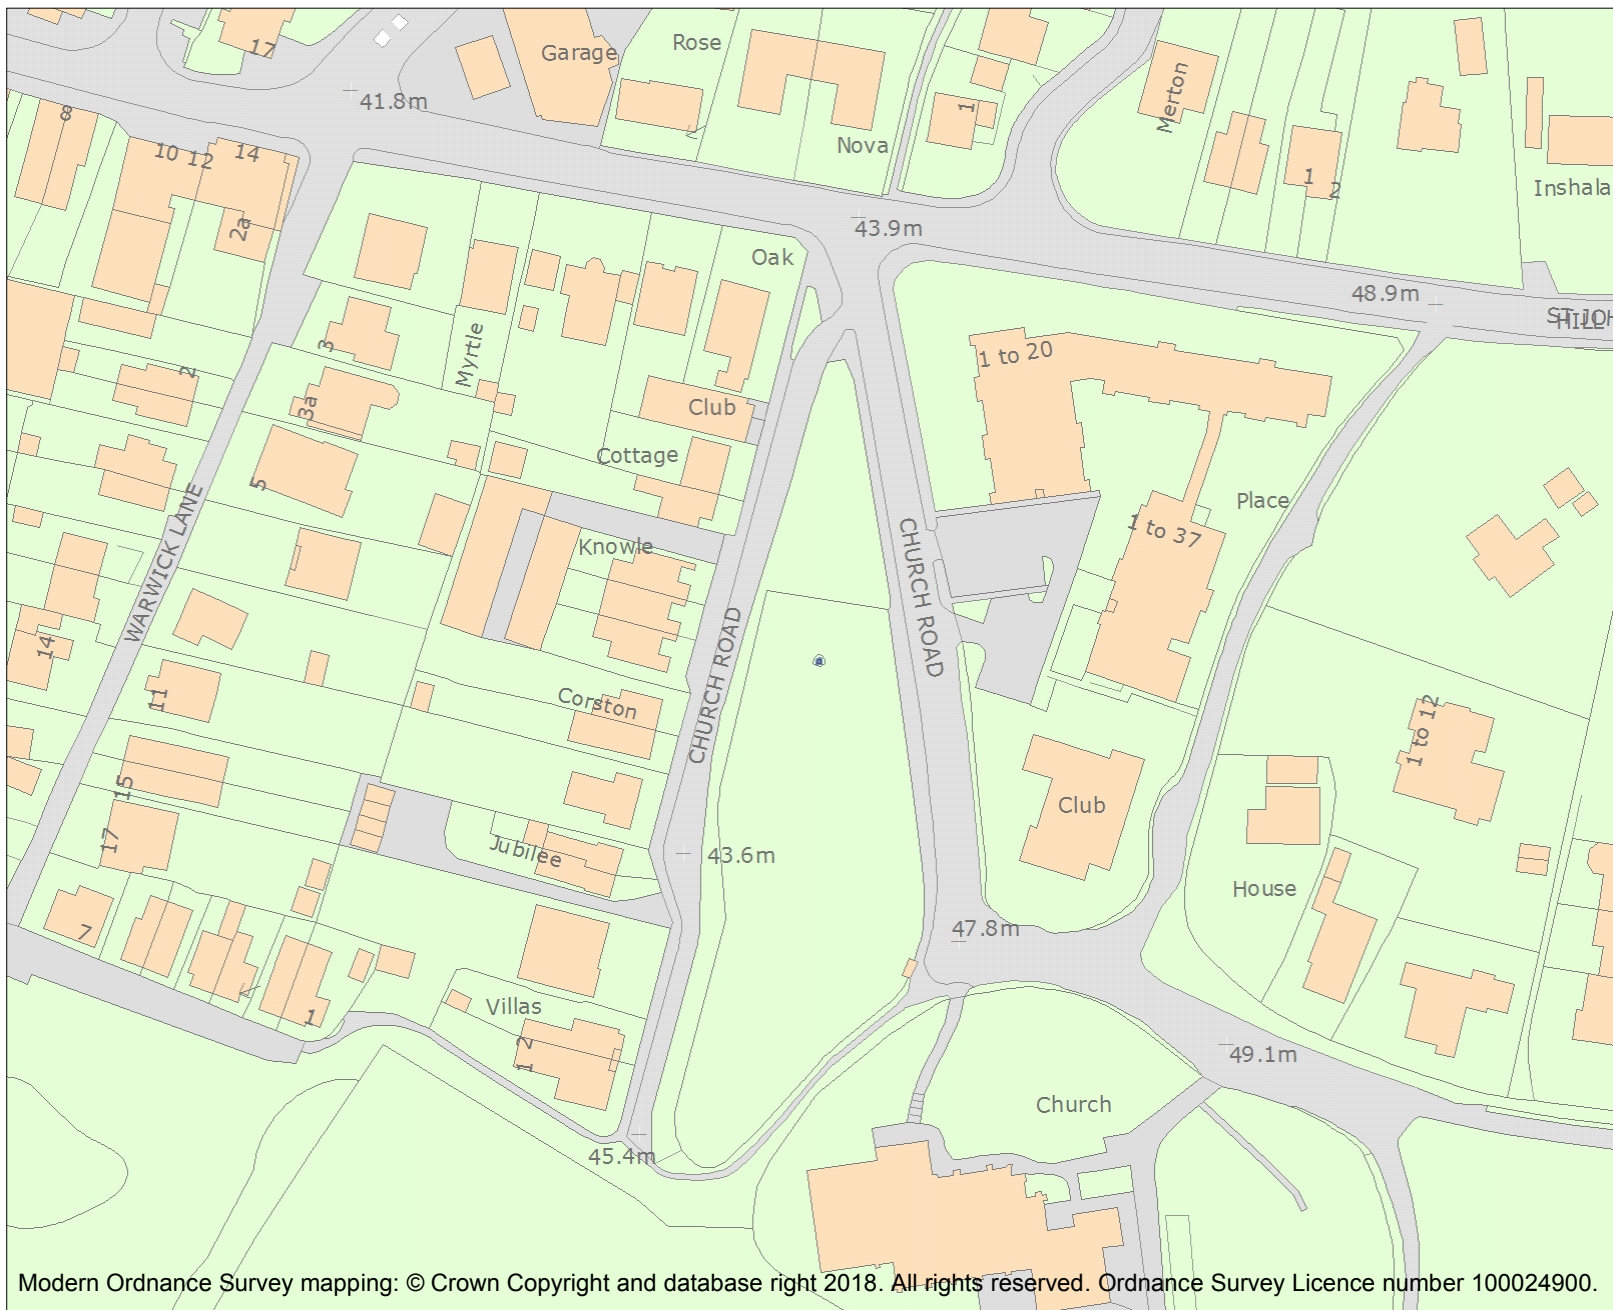 17
Garage
Rose
8
41.8m
1
Merton
10 12
14
Nova
1
2
Inshala
2a
43.9m
Oak
48.9m
HILL
3
Myrtle
1 to 20
2
3a
Club
Cottage
5
Place
WARWICK LANE
Knowle
CHURCH ROAD
1 to 37
14
CHURCH ROAD
11
Corston
1 to 12
15
Club
17
Jubilee
43.6m
House
7
47.8m
Villas
1
1 2
49.1m
Church
45.4m
Modern Ordnance Survey mapping: © Crown Copyright and database right 2018. All rights reserved. Ordnance Survey Licence number 100024900.